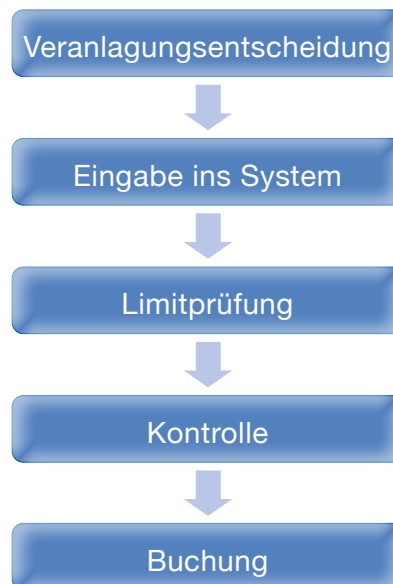 Veranlagungsentscheidung
Eingabe ins System
Limitprüfung
Kontrolle
Buchung